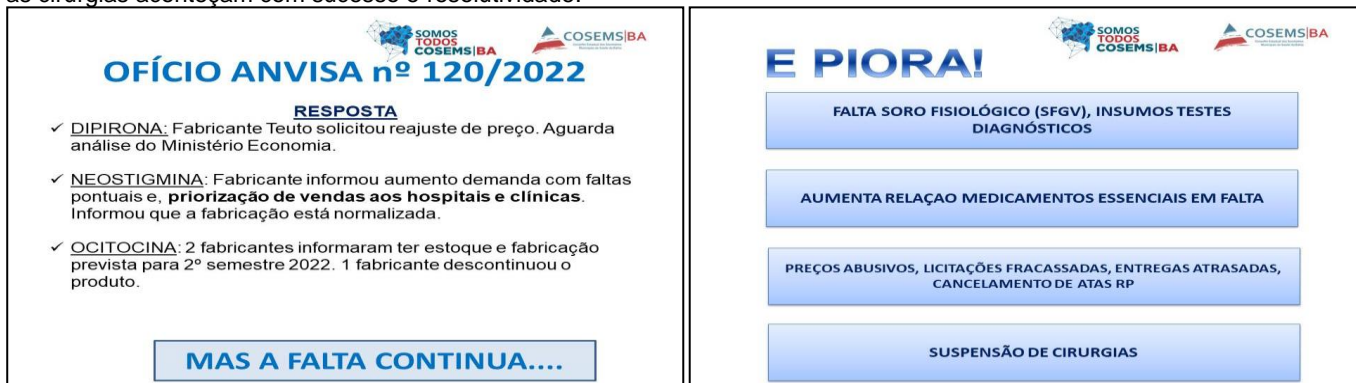 as cirurgias aconteçam com sucesso e resolutividade.
SOMOS
TODOS
COSEMS|BA
COSEMS|BA
OFÍCIO ANVISA nº 120/2022
RESPOSTA
✓ DIPIRONA: Fabricante Teuto solicitou reajuste de preço. Aguarda
análise do Ministério Economia.
✓ NEOSTIGMINA: Fabricante informou aumento demanda com faltas
pontuais e, priorização de vendas aos hospitais e clínicas.
Informou que a fabricação está normalizada.
✓ OCITOCINA: 2 fabricantes informaram ter estoque e fabricação
prevista para 2º semestre 2022. 1 fabricante descontinuou o
produto.
MAS A FALTA CONTINUA....
SOMOS
TODOS
COSEMS|BA
COSEMS|BA
E PIORA!
FALTA SORO FISIOLÓGICO (SFGV), INSUMOS TESTES
DIAGNÓSTICOS
AUMENTA RELAÇAO MEDICAMENTOS ESSENCIAIS EM FALTA
PREÇOS ABUSIVOS, LICITAÇÕES FRACASSADAS, ENTREGAS ATRASADAS,
CANCELAMENTO DE ATAS RP
SUSPENSÃO DE CIRURGIAS